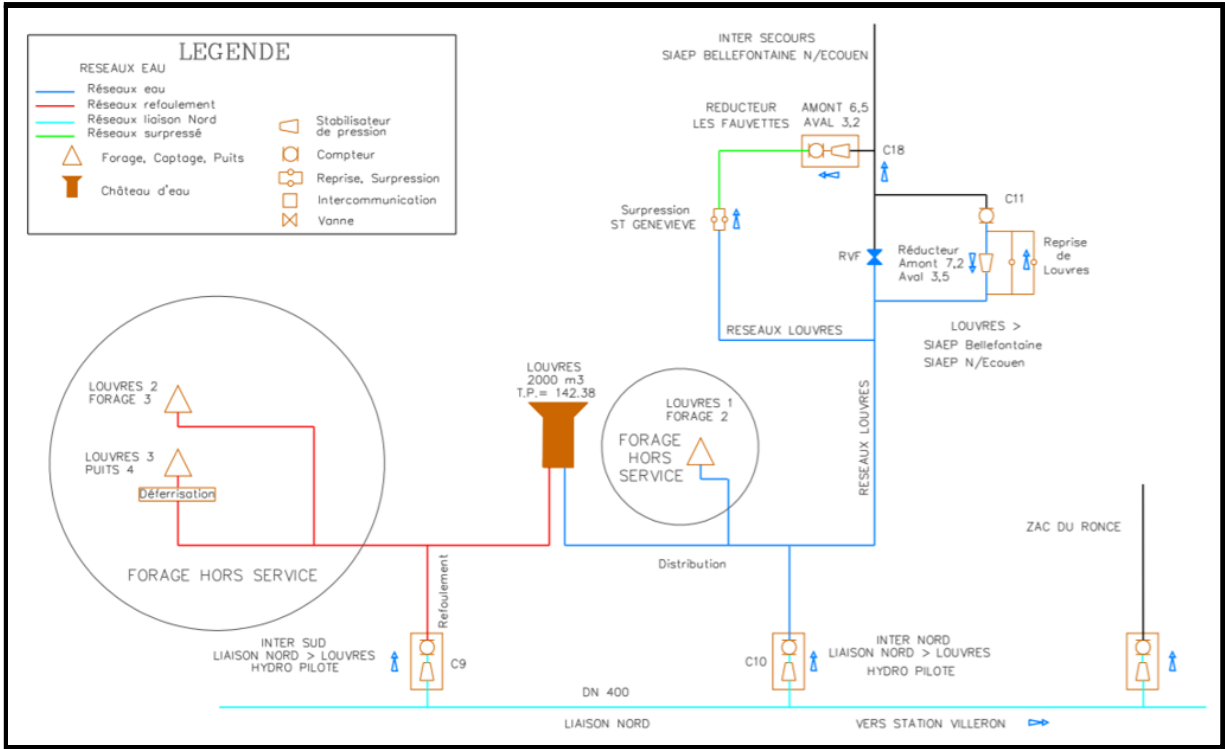 LEGENDE
RESEAUX EAU
Réseaux eau
Réseaux refoulement
Réseaux liaison Nord
Réseaux surpressé
Forage, Captage, Puits
Château d'eau
Stabilisateur
de pression
Compteur
Reprise, Surpression
Intercommunication
Vanne
INTER SECOURS
SIAEP BELLEFONTAINE N/ECOUEN
REDUCTEUR
LES FAUVETTES
AMONT 6,5
AVAL 3,2
C18
C11
Surpression
ST GENEVIEVE
RVF
Réducteur
Amont 7,2
Aval 3,5
Reprise
de
Louvres
RESEAUX LOUVRES
LOUVRES >
SIAEP Bellefontaine
SIAEP N/Ecouen
LOUVRES 2
FORAGE 3
LOUVRES 3
PUITS 4
Déferrisation
FORAGE HORS SERVICE
LOUVRES
2000 m3
T.P.= 142.38
LOUVRES 1
FORAGE 2
FORAGE
HORS
SERVICE
RESEAUX LOUVRES
ZAC DU RONCE
Distribution
Refoulement
INTER SUD
LIAISON NORD > LOUVRES
HYDRO PILOTE
C9
C10
INTER NORD
LIAISON NORD > LOUVRES
HYDRO PILOTE
DN 400
LIAISON NORD
VERS STATION VILLERON